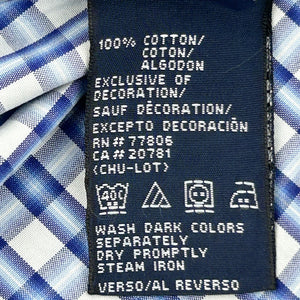 100% COTTON/
COTON/
ALGODON
EXCLUSIVE OF
DECORATION/
SAUF DÉCORATION/
EXCEPTO DECORACIÓN
RN# 77806
CA# 20781
(CHU-LOT)
40
WASH DARK COLORS
SEPARATELY
DRY PROMPTLY
STEAM IRON
VERSO/AL REVERSO